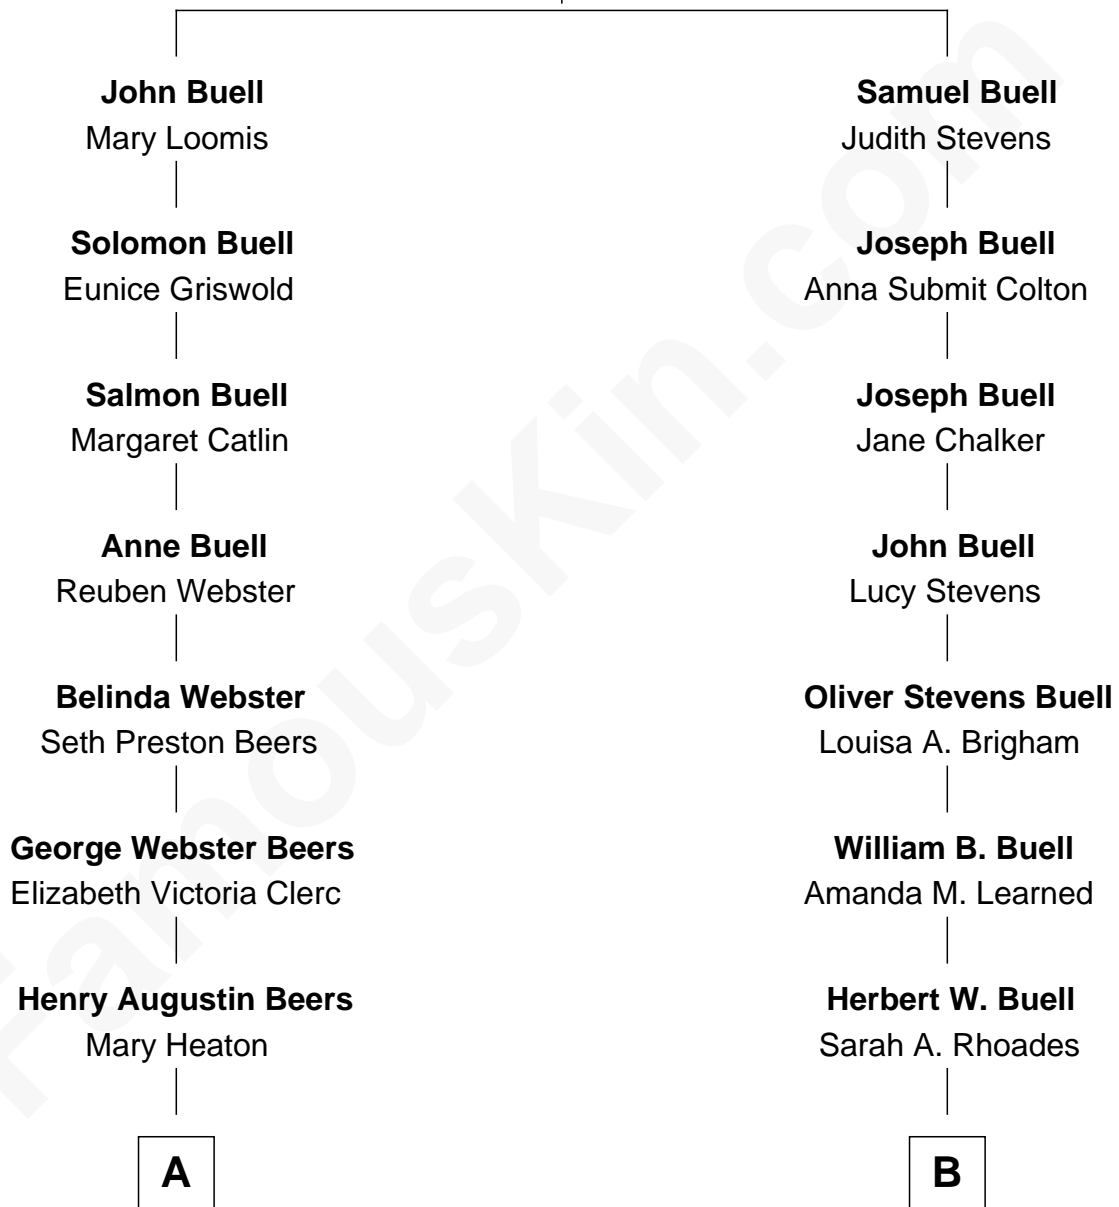 John Buell
Mary Loomis
Solomon Buell
Eunice Griswold
Salmon Buell
Margaret Catlin
Anne Buell
Reuben Webster
Belinda Webster
Seth Preston Beers
George Webster Beers
Elizabeth Victoria Clerc
Henry Augustin Beers
Mary Heaton
A
Samuel Buell
Judith Stevens
Joseph Buell
Anna Submit Colton
Joseph Buell
Jane Chalker
John Buell
Lucy Stevens
Oliver Stevens Buell
Louisa A. Brigham
William B. Buell
Amanda M. Learned
Herbert W. Buell
Sarah A. Rhoades
B
FamousKin.com